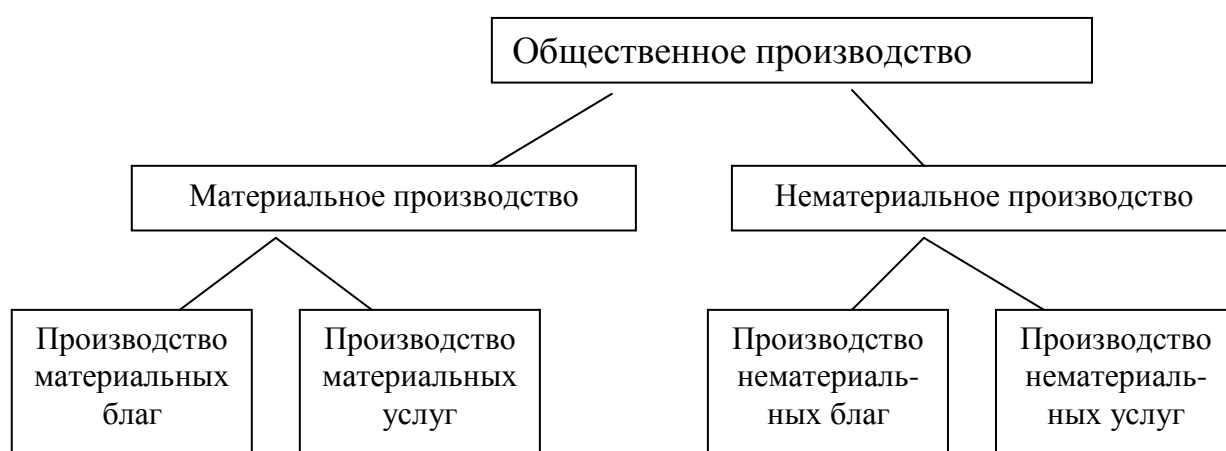 Общественное производство
Материальное производство
Нематериальное производство
Производство
материальных
благ
Производство
материальных
услуг
Производство
нематериаль-
ных благ
Производство
нематериаль-
ных услуг